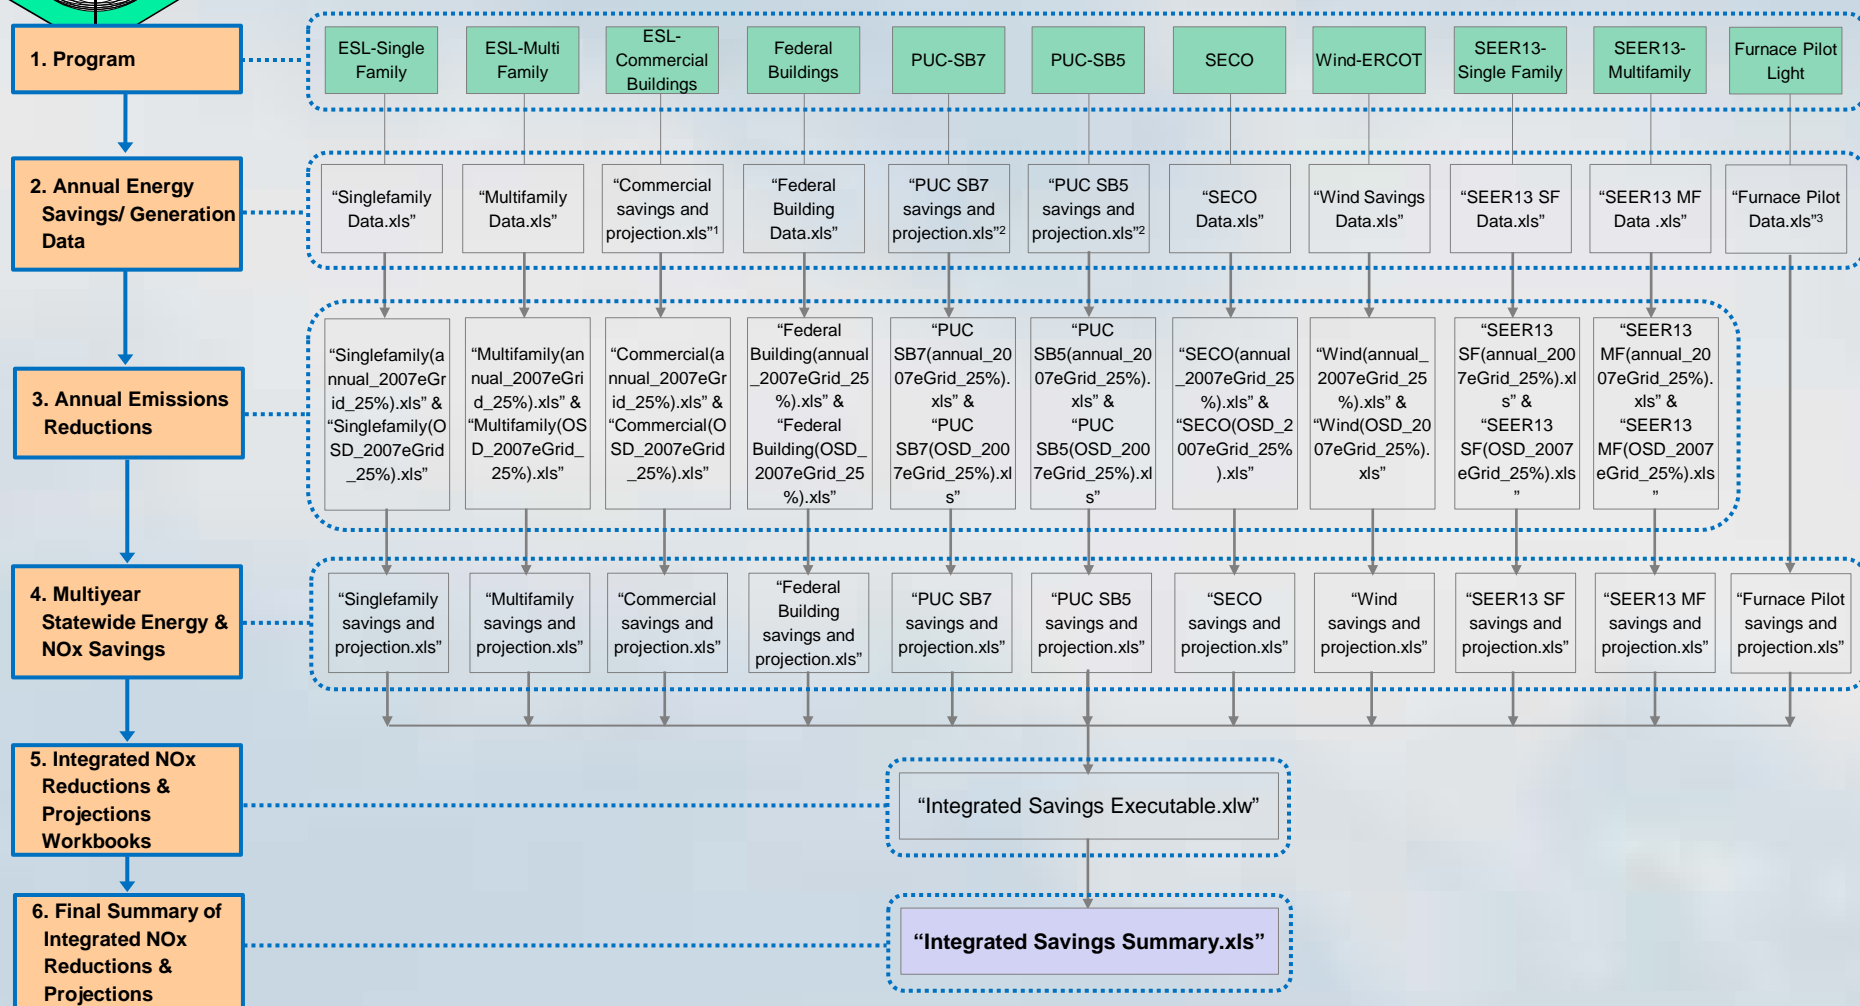 1. Program
ESL-Single
Family
ESL-Multi
Family
ESL-
Commercial
Buildings
Federal
Buildings
PUC-SB7
PUC-SB5
SECO
Wind-ERCOT
SEER13-
Single Family
SEER13-
Multifamily
Furnace Pilot
Light
2. Annual Energy
Savings/ Generation
Data
“Singlefamily
Data.xls”
“Multifamily
Data.xls”
“Commercial
savings and
projection.xls”1
“Federal
Building
Data.xls”
“PUC SB7
savings and
projection.xls”2
“PUC SB5
savings and
projection.xls”2
“SECO
Data.xls”
“Wind Savings
Data.xls”
“SEER13 SF
Data.xls”
“SEER13 MF
Data .xls”
“Furnace Pilot
Data.xls”3
3. Annual Emissions
Reductions
“Singlefamily(a
nnual_2007eGr
id_25%).xls” &
“Singlefamily(O
SD_2007eGrid
_25%).xls”
“Multifamily(an
nual_2007eGri
d_25%).xls” &
“Multifamily(OS
D_2007eGrid_
25%).xls”
“Commercial(a
nnual_2007eGr
id_25%).xls” &
“Commercial(O
SD_2007eGrid
_25%).xls”
“Federal
Building(annual
_2007eGrid_25
%).xls” &
“Federal
Building(OSD_
2007eGrid_25
%).xls”
“PUC
SB7(annual_20
07eGrid_25%).
xls” &
“PUC
SB7(OSD_200
7eGrid_25%).xl
s”
“PUC
SB5(annual_20
07eGrid_25%).
xls” &
“PUC
SB5(OSD_200
7eGrid_25%).xl
s”
“SECO(annual
_2007eGrid_25
%).xls” &
“SECO(OSD_2
007eGrid_25%
).xls”
“Wind(annual_
2007eGrid_25
%).xls” &
“Wind(OSD_20
07eGrid_25%).
xls”
“SEER13
SF(annual_200
7eGrid_25%).xl
s” &
“SEER13
SF(OSD_2007
eGrid_25%).xls
”
“SEER13
MF(annual_20
07eGrid_25%).
xls” &
“SEER13
MF(OSD_2007
eGrid_25%).xls
”
4. Multiyear
Statewide Energy &
NOx Savings
“Singlefamily
savings and
projection.xls”
“Multifamily
savings and
projection.xls”
“Commercial
savings and
projection.xls”
“Federal
Building
savings and
projection.xls”
“PUC SB7
savings and
projection.xls”
“PUC SB5
savings and
projection.xls”
“SECO
savings and
projection.xls”
“Wind
savings and
projection.xls”
“SEER13 SF
savings and
projection.xls”
“SEER13 MF
savings and
projection.xls”
“Furnace Pilot
savings and
projection.xls”
5. Integrated NOx
Reductions &
Projections
Workbooks
“Integrated Savings Executable.xlw”
6. Final Summary of
Integrated NOx
Reductions &
Projections
“Integrated Savings Summary.xls”